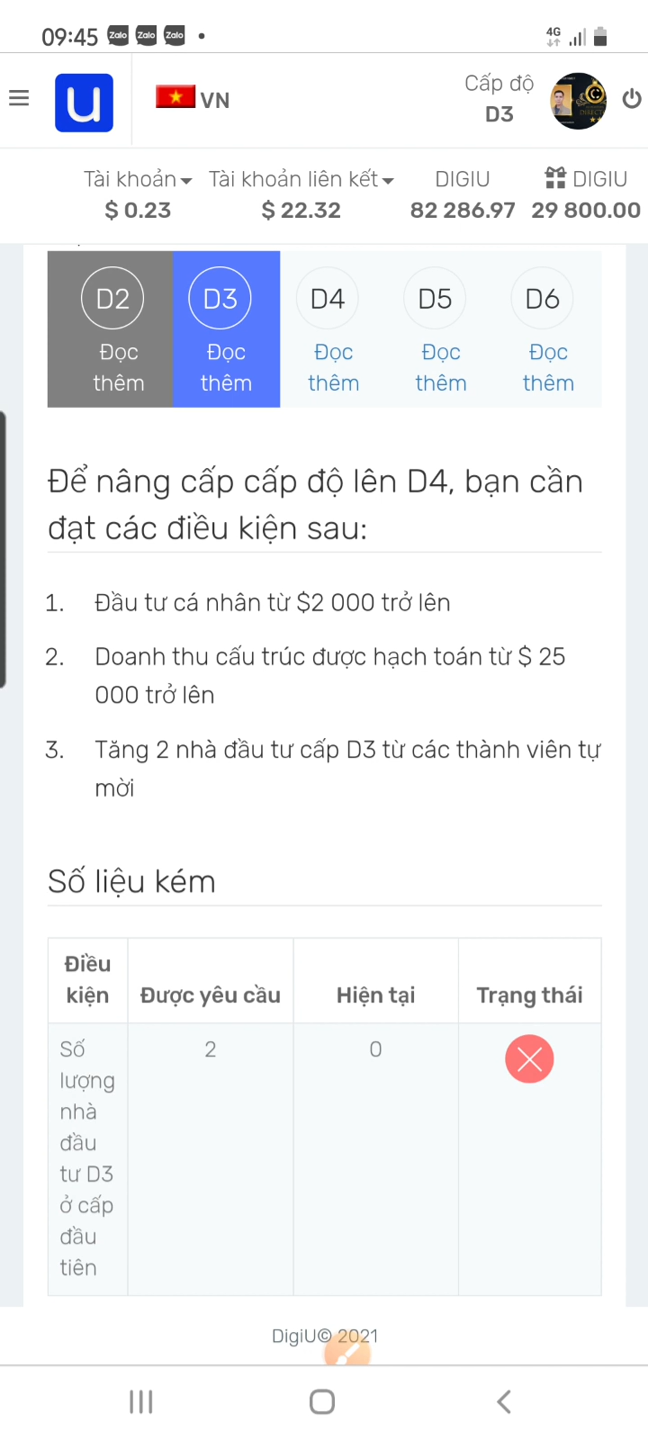 09:45 Zalo Zalo Zalo 4G
U VN Cấp độ
D3
Tài khoản Tài khoản liên kết DIGIU DIGIU
$ 0.23 $ 22.32 82 286.97 29 800.00
D2 D3 D4 D5 D6
Đọc Đọc Đọc Đọc Đọc
thêm thêm thêm thêm thêm
Để nâng cấp cấp độ lên D4, bạn cần
đạt các điều kiện sau:
1. Đầu tư cá nhân từ $2 000 trở lên
2. Doanh thu cấu trúc được hạch toán từ $ 25
000 trở lên
3. Tăng 2 nhà đầu tư cấp D3 từ các thành viên tự
mời
Số liệu kém
Điều
kiện Được yêu cầu Hiện tại Trạng thái
Số 2 0
lượng
nhà
đầu
tư D3
ở cấp
đầu
tiên
DigiU© 2021